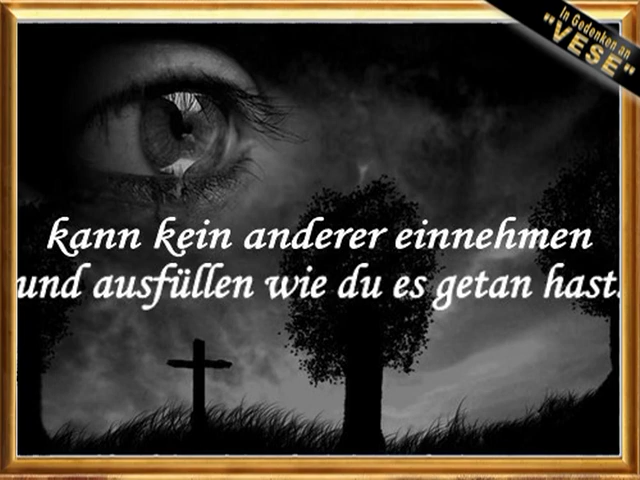 In Gedenken an
"VESE"
kann kein anderer einnehmen
und ausfüllen wie du es getan hast.